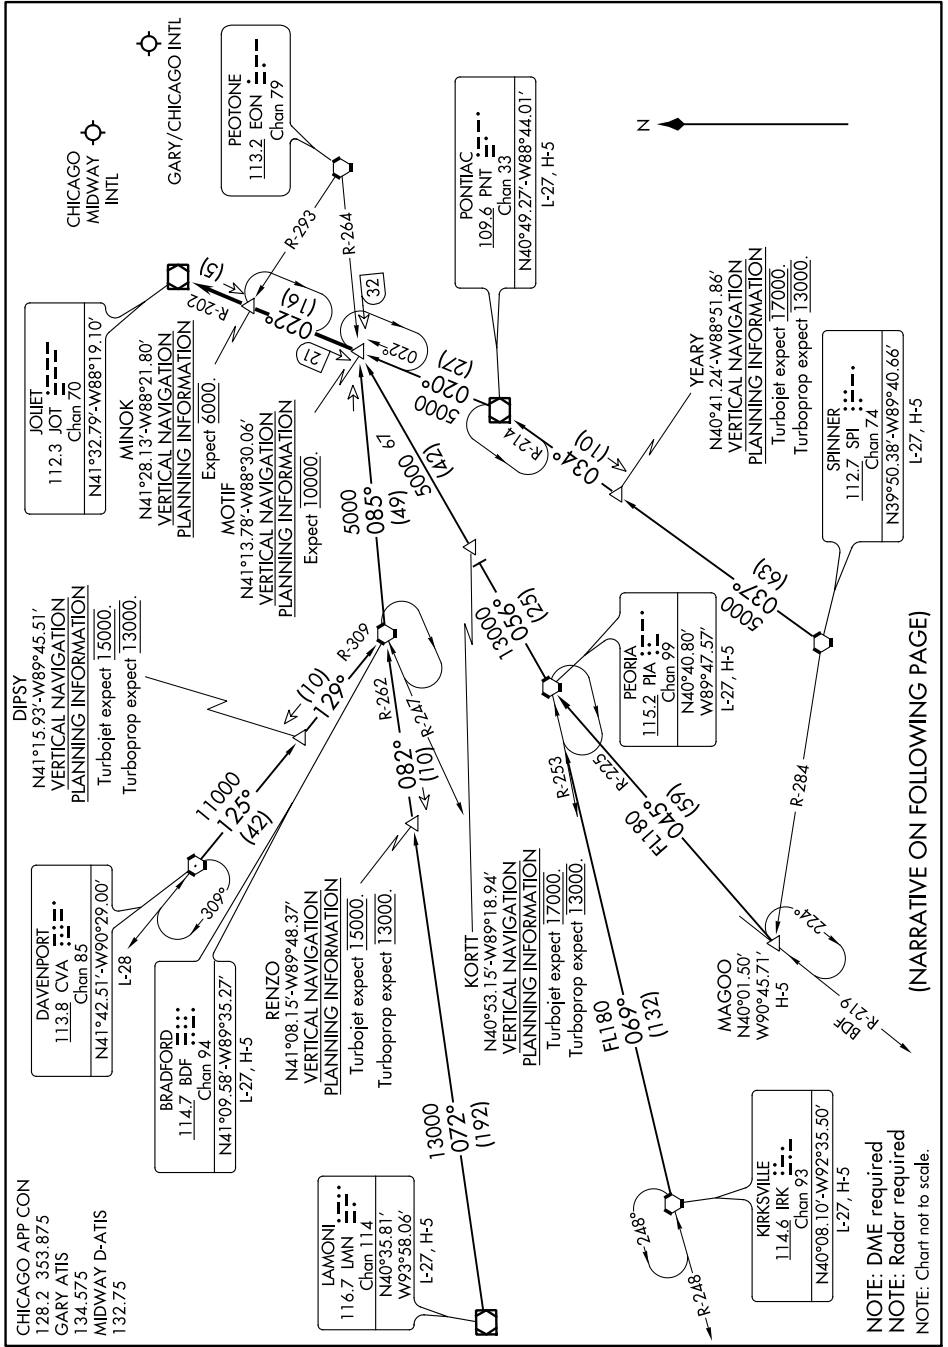 CHICAGO APP CON
128.2 353.875
GARY ATIS
134.575
MIDWAY D-ATIS
132.75
DAVENPORT
113.8 CVA
Chan 85
N41°42.51'-W90°29.00'
L-28
309°
11000
125°
(42)
DIPSY
N41°15.93'-W89°45.51'
VERTICAL NAVIGATION
PLANNING INFORMATION
Turbojet expect 15000.
Turboprop expect 13000.
(10)
129°
R-309
JOLIET
112.3 JOT
Chan 70
N41°32.79'-W88°19.10'
CHICAGO
MIDWAY
INTL
GARY/CHICAGO INTL
PEOTONE
113.2 EON
Chan 79
R-293
R-264
MINOK
N41°28.13'-W88°21.80'
VERTICAL NAVIGATION
PLANNING INFORMATION
Expect 6000.
R-202
(5)
022°
(16)
21
32
022°
MOTIF
N41°13.78'-W88°30.06'
VERTICAL NAVIGATION
PLANNING INFORMATION
Expect 10000.
BRADFORD
114.7 BDF
Chan 94
N41°09.58'-W89°35.27'
L-27, H-5
5000
085°
(49)
R-262
R-247
082°
(10)
RENZO
N41°08.15'-W89°48.37'
VERTICAL NAVIGATION
PLANNING INFORMATION
Turbojet expect 15000.
Turboprop expect 13000.
LAMONI
116.7 LMN
Chan 114
N40°35.81'
W93°58.06'
L-27, H-5
13000
072°
(192)
KORTT
N40°53.15'-W89°18.94'
VERTICAL NAVIGATION
PLANNING INFORMATION
Turbojet expect 17000.
Turboprop expect 13000.
5000
67
(42)
13000
056°
(25)
5000
020°
(27)
PONTIAC
109.6 PNT
Chan 33
N40°49.27'-W88°44.01'
L-27, H-5
N
R-214
034°
(10)
YEARY
N40°41.24'-W88°51.86'
VERTICAL NAVIGATION
PLANNING INFORMATION
Turbojet expect 17000.
Turboprop expect 13000.
PEORIA
115.2 PIA
Chan 99
N40°40.80'
W89°47.57'
L-27, H-5
R-253
R-225
FL180
045°
(59)
5000
037°
(63)
SPINNER
112.7 SPI
Chan 74
N39°50.38'-W89°40.66'
L-27, H-5
R-284
MAGOO
N40°01.50'
W90°45.71'
H-5
224°
BDF
R-219
FL180
069°
(132)
KIRKSVILLE
114.6 IRK
Chan 93
N40°08.10'-W92°35.50'
L-27, H-5
248°
R-248
NOTE: DME required
NOTE: Radar required
NOTE: Chart not to scale.
(NARRATIVE ON FOLLOWING PAGE)